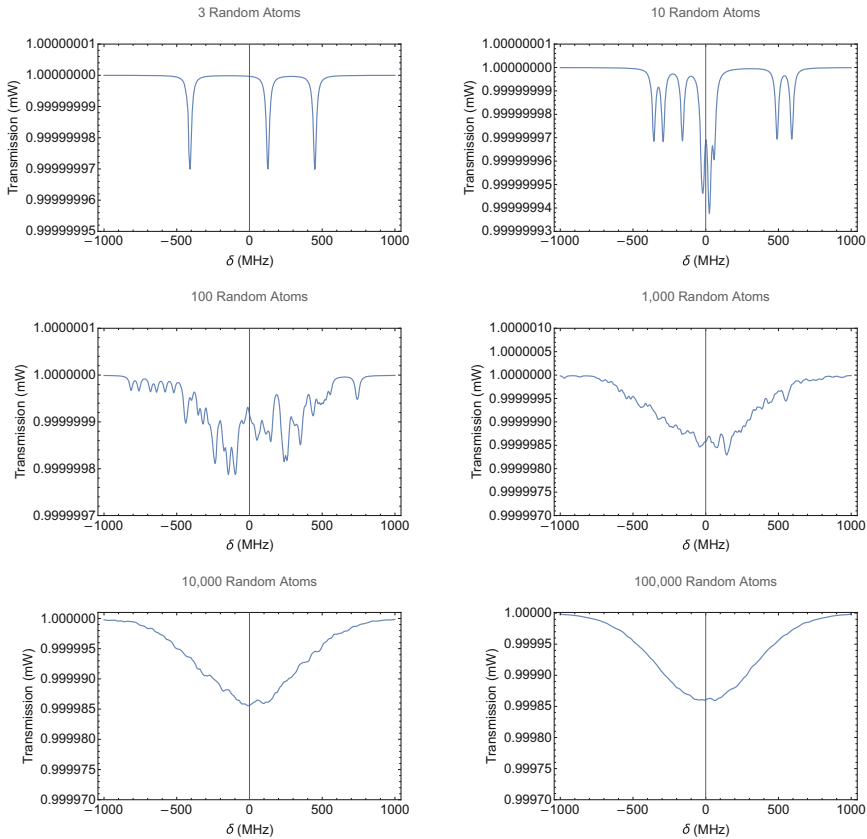 3 Random Atoms
Transmission (mW)
1.00000001
1.00000000
0.99999999
0.99999998
0.99999997
0.99999996
0.99999995
−1000 −500 0 500 1000
δ (MHz)
10 Random Atoms
Transmission (mW)
1.00000001
1.00000000
0.99999999
0.99999998
0.99999997
0.99999996
0.99999995
0.99999994
0.99999993
−1000 −500 0 500 1000
δ (MHz)
100 Random Atoms
Transmission (mW)
1.0000001
1.0000000
0.9999999
0.9999998
0.9999997
−1000 −500 0 500 1000
δ (MHz)
1,000 Random Atoms
Transmission (mW)
1.0000010
1.0000005
1.0000000
0.9999995
0.9999990
0.9999985
0.9999980
0.9999975
0.9999970
−1000 −500 0 500 1000
δ (MHz)
10,000 Random Atoms
Transmission (mW)
1.000000
0.999995
0.999990
0.999985
0.999980
0.999975
0.999970
−1000 −500 0 500 1000
δ (MHz)
100,000 Random Atoms
Transmission (mW)
1.00000
0.99995
0.99990
0.99985
0.99980
0.99975
0.99970
−1000 −500 0 500 1000
δ (MHz)